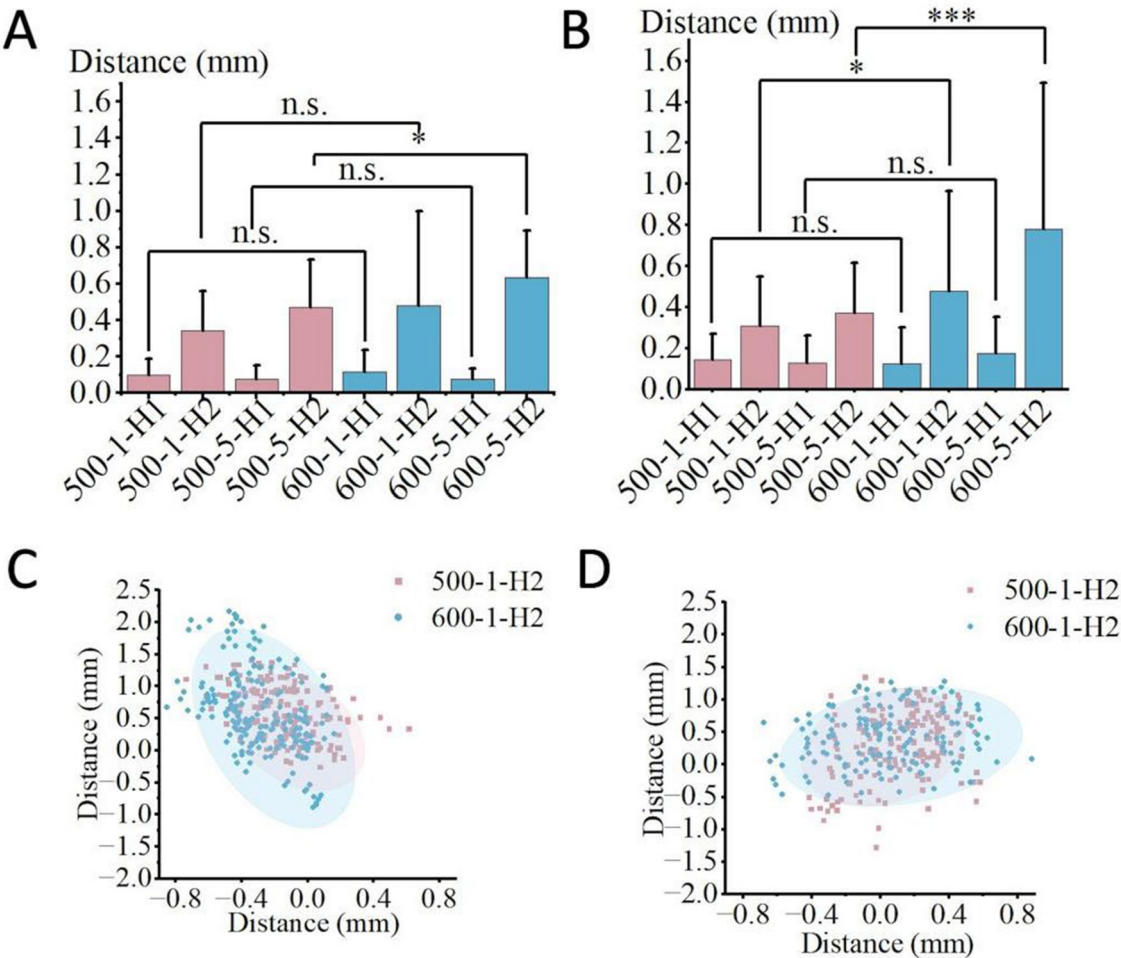 A
Distance (mm)
1.6
1.4
1.2
1.0
0.8
0.6
0.4
0.2
0.0
n.s.
*
n.s.
n.s.
500-1-H1
500-1-H2
500-5-H1
500-5-H2
600-1-H1
600-1-H2
600-5-H1
600-5-H2
B
Distance (mm)
1.6
1.4
1.2
1.0
0.8
0.6
0.4
0.2
0.0
***
*
n.s.
n.s.
500-1-H1
500-1-H2
500-5-H1
500-5-H2
600-1-H1
600-1-H2
600-5-H1
600-5-H2
C
500-1-H2
600-1-H2
Distance (mm)
2.5
2.0
1.5
1.0
0.5
0.0
−0.5
−1.0
−1.5
−2.0
−0.8
−0.4
0.0
0.4
0.8
Distance (mm)
D
500-1-H2
600-1-H2
Distance (mm)
2.5
2.0
1.5
1.0
0.5
0.0
−0.5
−1.0
−1.5
−2.0
−0.8
−0.4
0.0
0.4
0.8
Distance (mm)